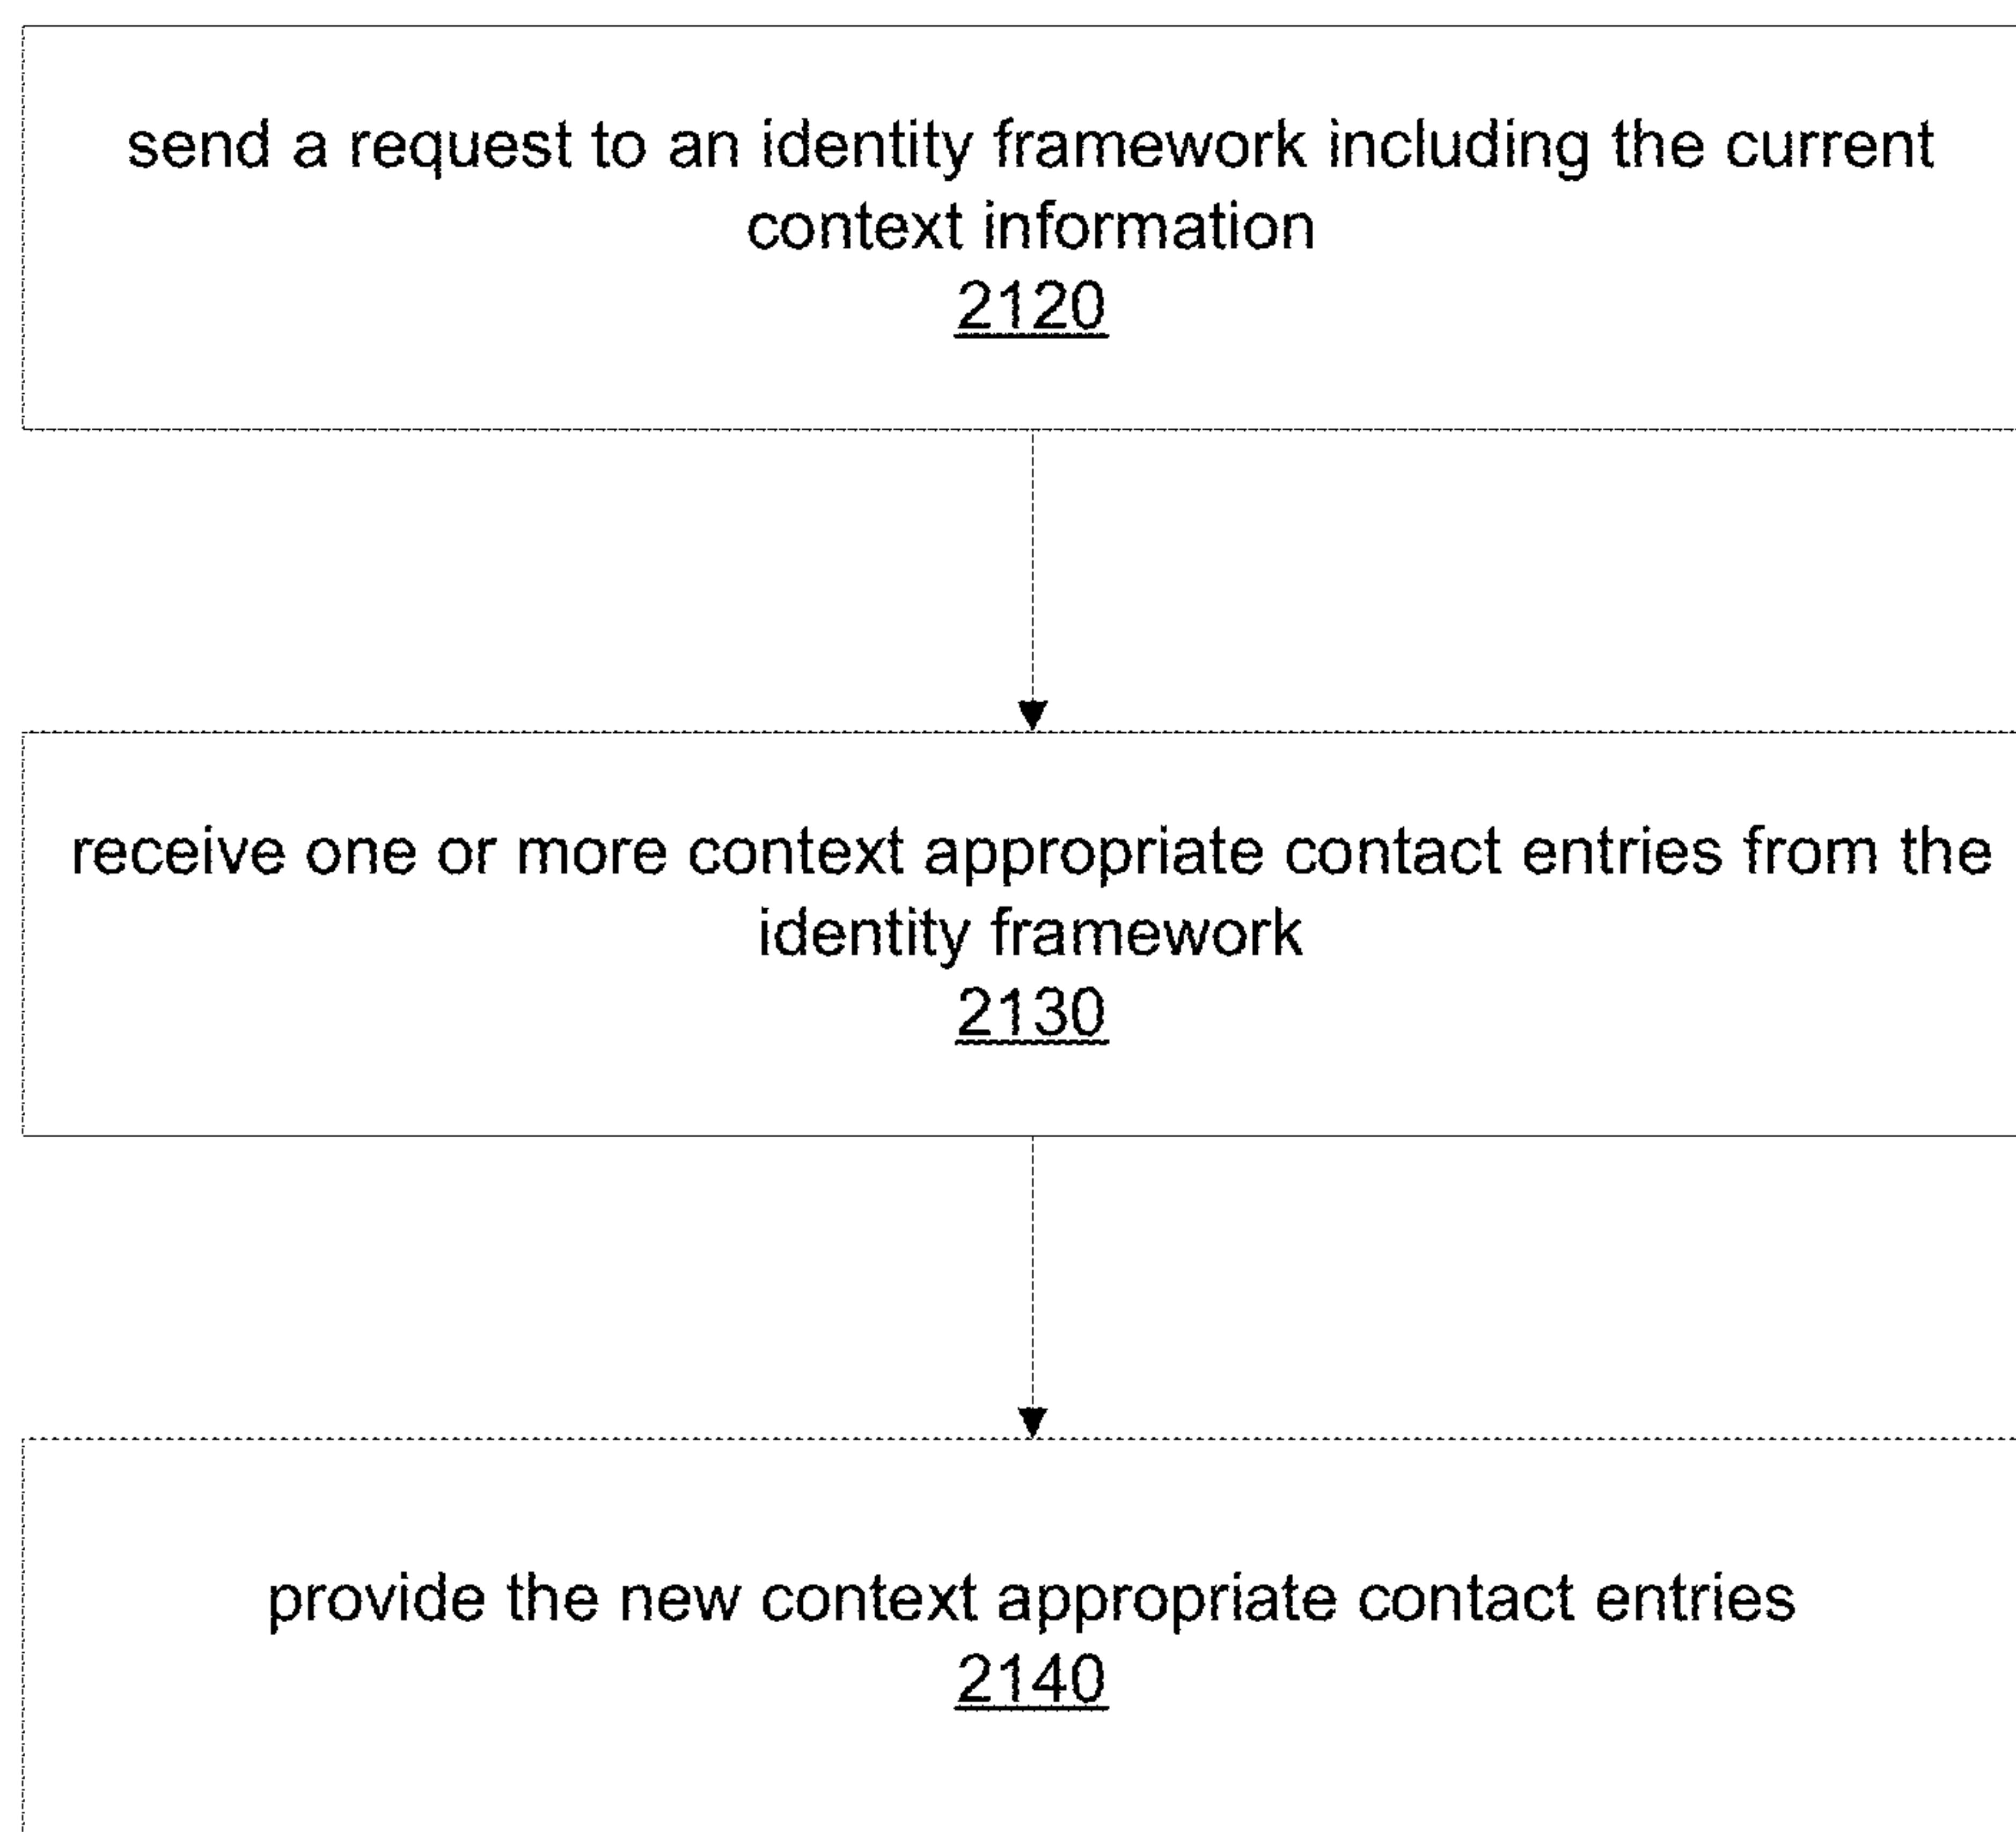 send a request to an identity framework including the current
context information
2120
receive one or more context appropriate contact entries from the
identity framework
2130
provide the new context appropriate contact entries
2140